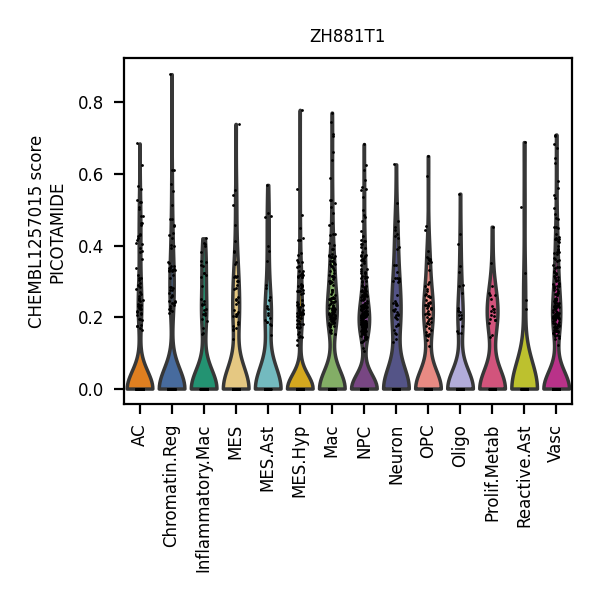 ZH881T1
CHEMBL1257015 score
PICOTAMIDE
0.8
0.6
0.4
0.2
0.0
AC
Chromatin.Reg
Inflammatory.Mac
MES
MES.Ast
MES.Hyp
Mac
NPC
Neuron
OPC
Oligo
Prolif.Metab
Reactive.Ast
Vasc